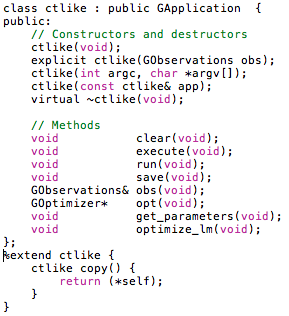 class ctlike : public GApplication  {
public:
    // Constructors and destructors
    ctlike(void);
    explicit ctlike(GObservations obs);
    ctlike(int argc, char *argv[]);
    ctlike(const ctlike& app);
    virtual ~ctlike(void);

    // Methods
    void           clear(void);
    void           execute(void);
    void           run(void);
    void           save(void);
    GObservations& obs(void);
    GOptimizer*    opt(void);
    void           get_parameters(void);
    void           optimize_lm(void);
};
%extend ctlike {
    ctlike copy() {
        return (*self);
    }
}